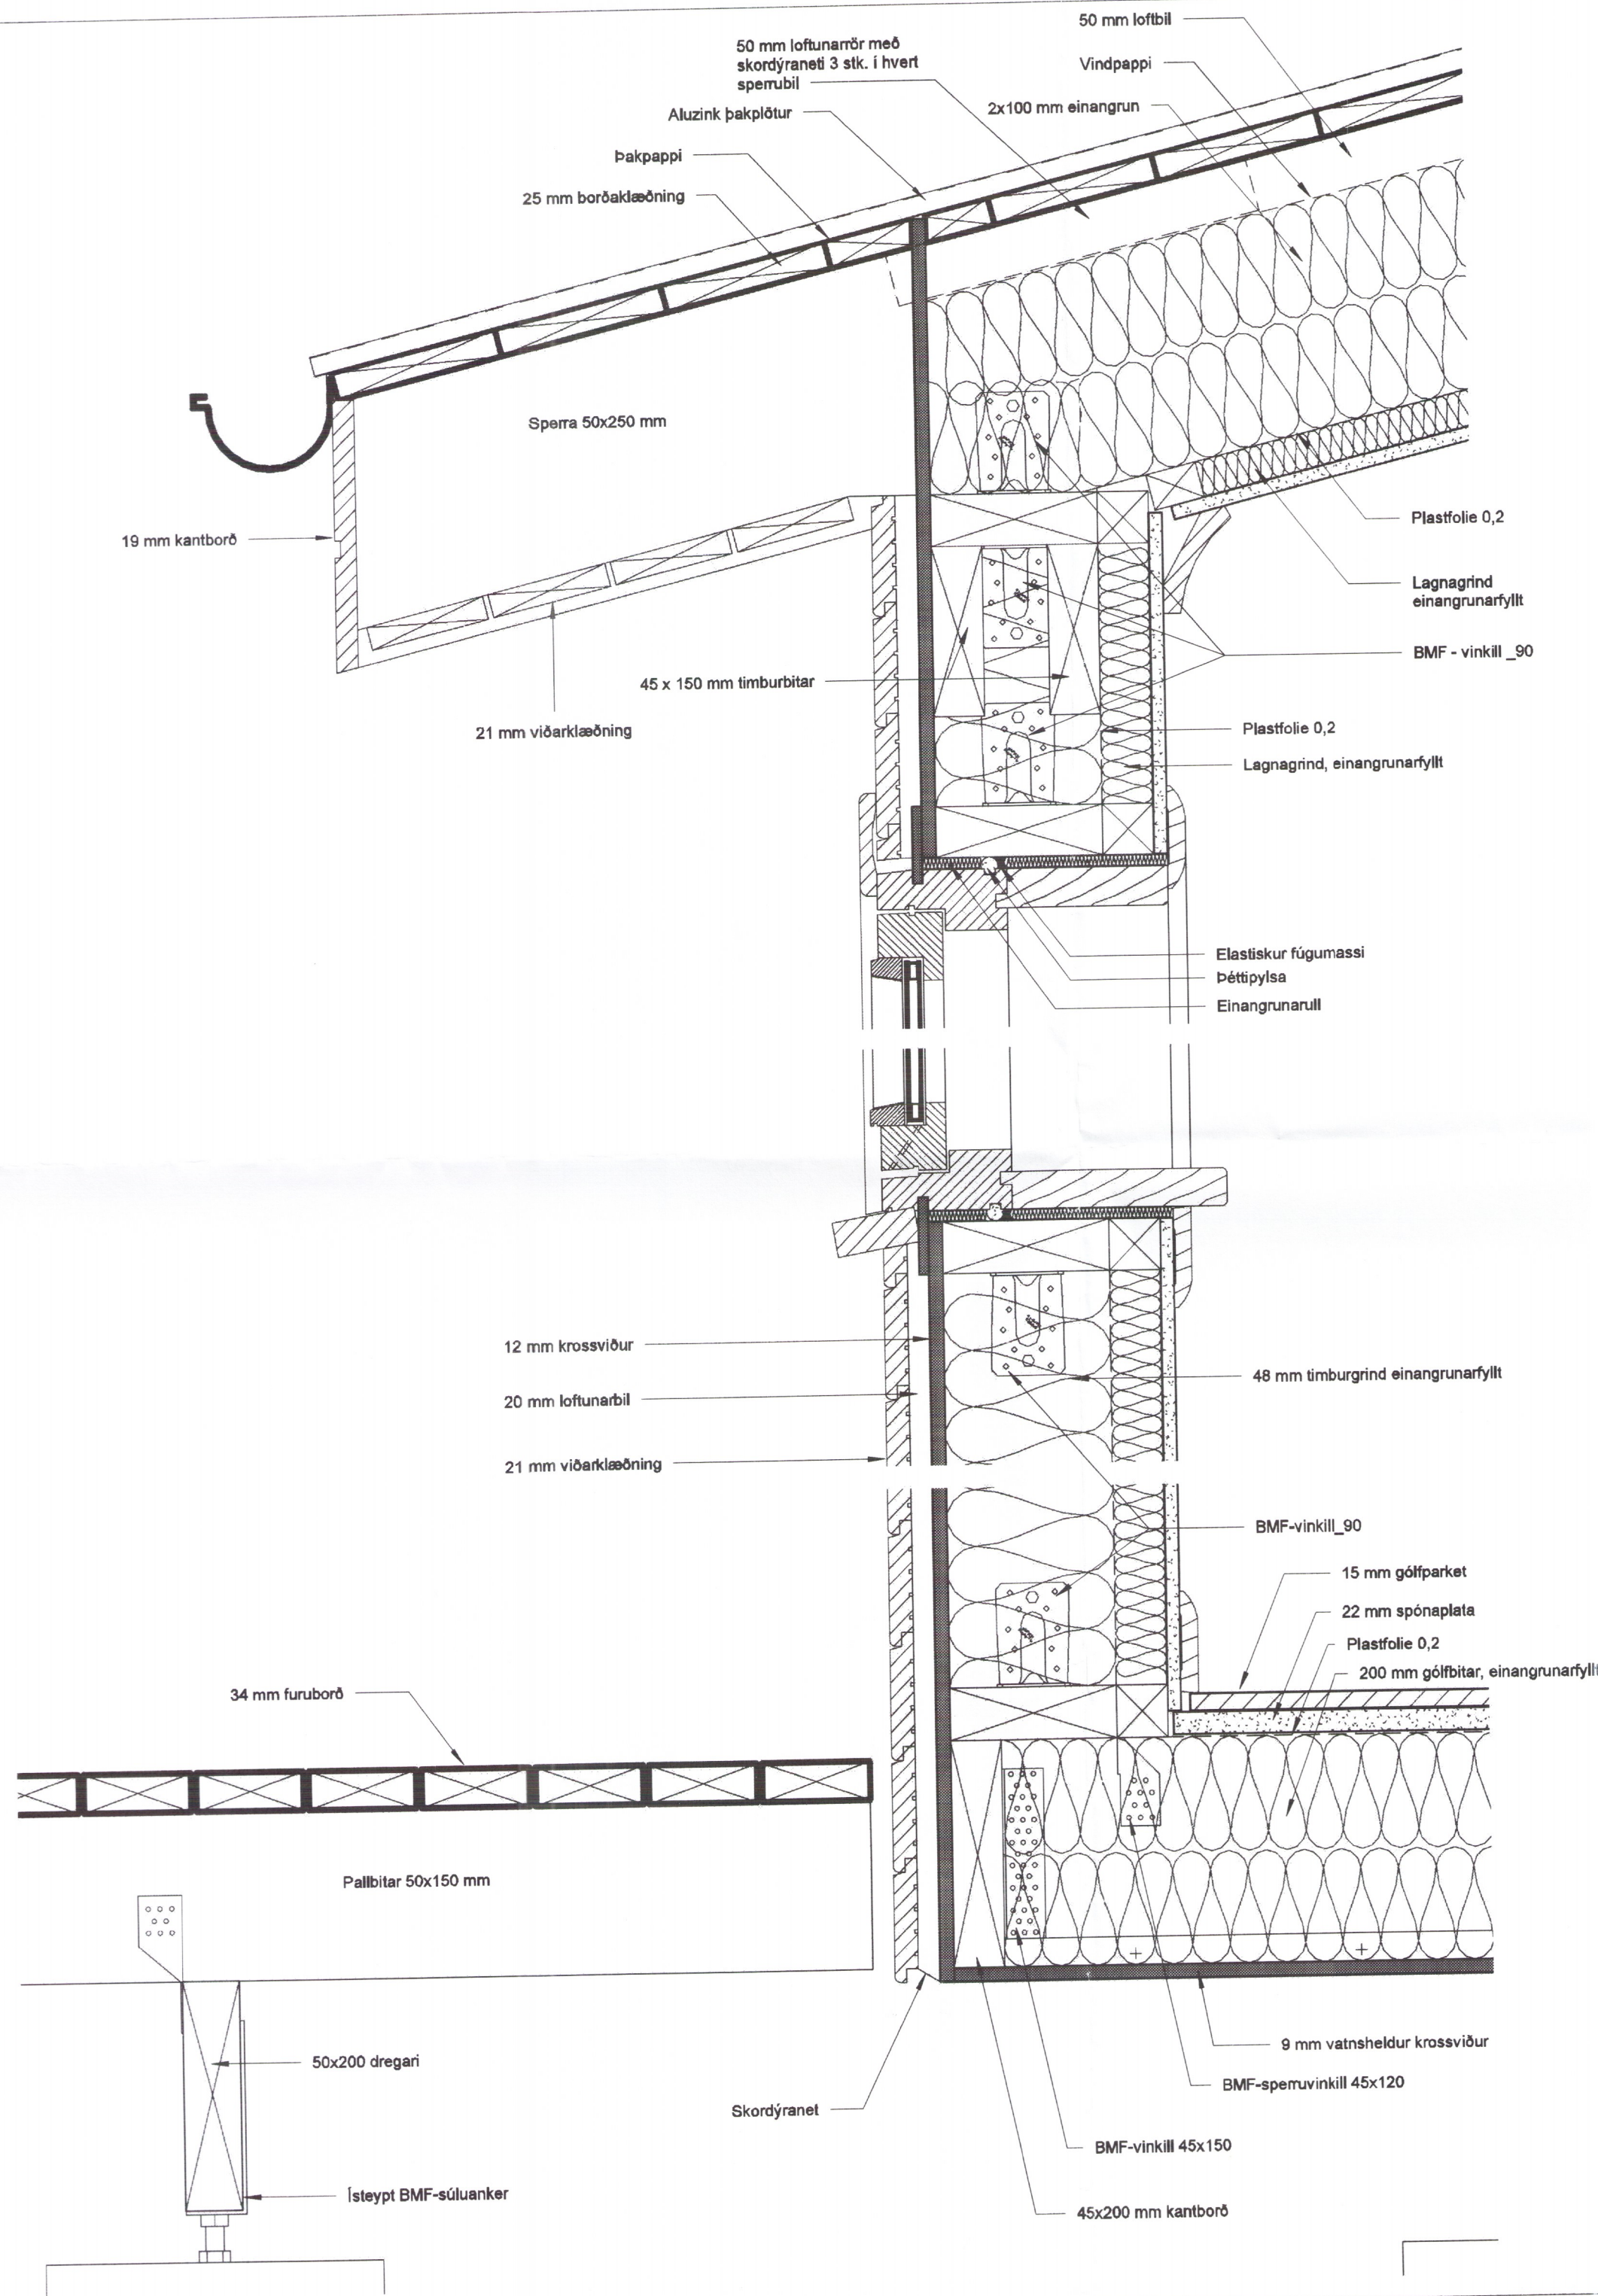 50 mm loftbil
50 mm loftunarrör með
skordýraneti 3 stk. í hvert
sperrubil
Vindpappi
2x100 mm einangrun
Aluzink þakplötur
Þakpappi
25 mm borðaklæðning
Sperra 50x250 mm
19 mm kantborð
Plastfolie 0,2
Lagnagrind
einangrunarfyllt
BMF - vinkill _90
45 x 150 mm timburbitar
21 mm viðarklæðning
Plastfolie 0,2
Lagnagrind, einangrunarfyllt
Elastiskur fúgumassi
Þéttipylsa
Einangrunarull
12 mm krossviður
48 mm timburgrind einangrunarfyllt
20 mm loftunarbil
21 mm viðarklæðning
BMF-vinkill_90
15 mm gólfparket
22 mm spónaplata
Plastfolie 0,2
200 mm gólfbitar, einangrunarfyllt
34 mm furuborð
Pallbitar 50x150 mm
9 mm vatnsheldur krossviður
50x200 dregari
BMF-sperruvinkill 45x120
Skordýranet
BMF-vinkill 45x150
Ísteypt BMF-súluanker
45x200 mm kantborð